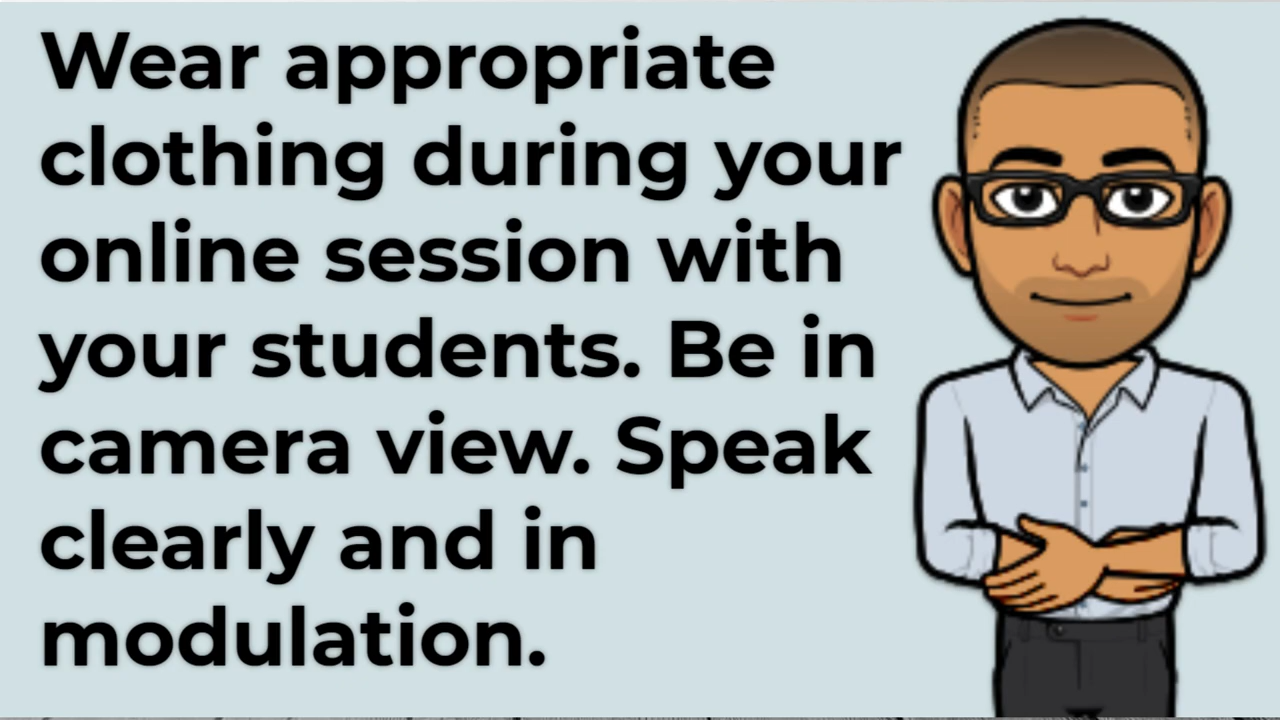 Wear appropriate
clothing during your
online session with
your students. Be in
camera view. Speak
clearly and in
modulation.